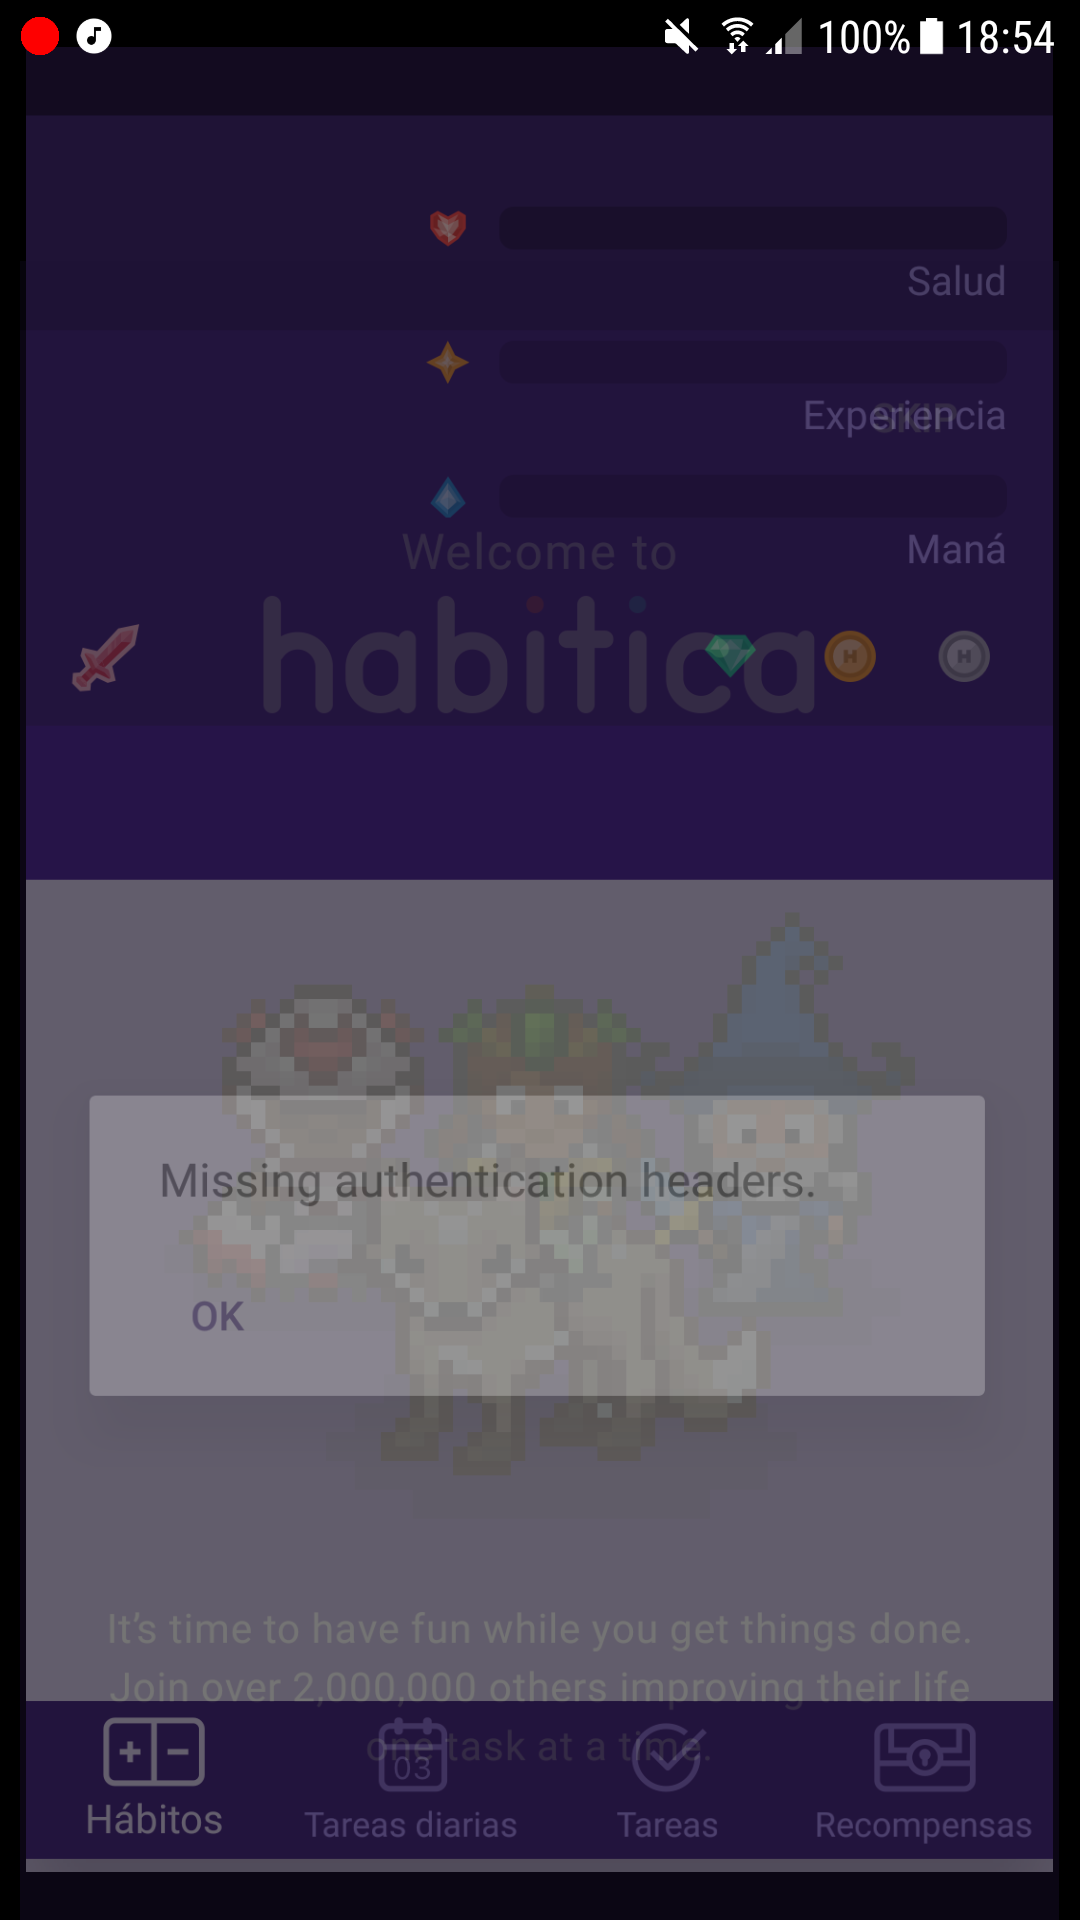 100% 18:54
Salud
Experiencia
SKIP
Maná
Welcome to
habitica
H H
Missing authentication headers.
OK
It's time to have fun while you get things done.
Join over 2,000,000 others improving their life
one task at a time.
03
Hábitos Tareas diarias Tareas Recompensas